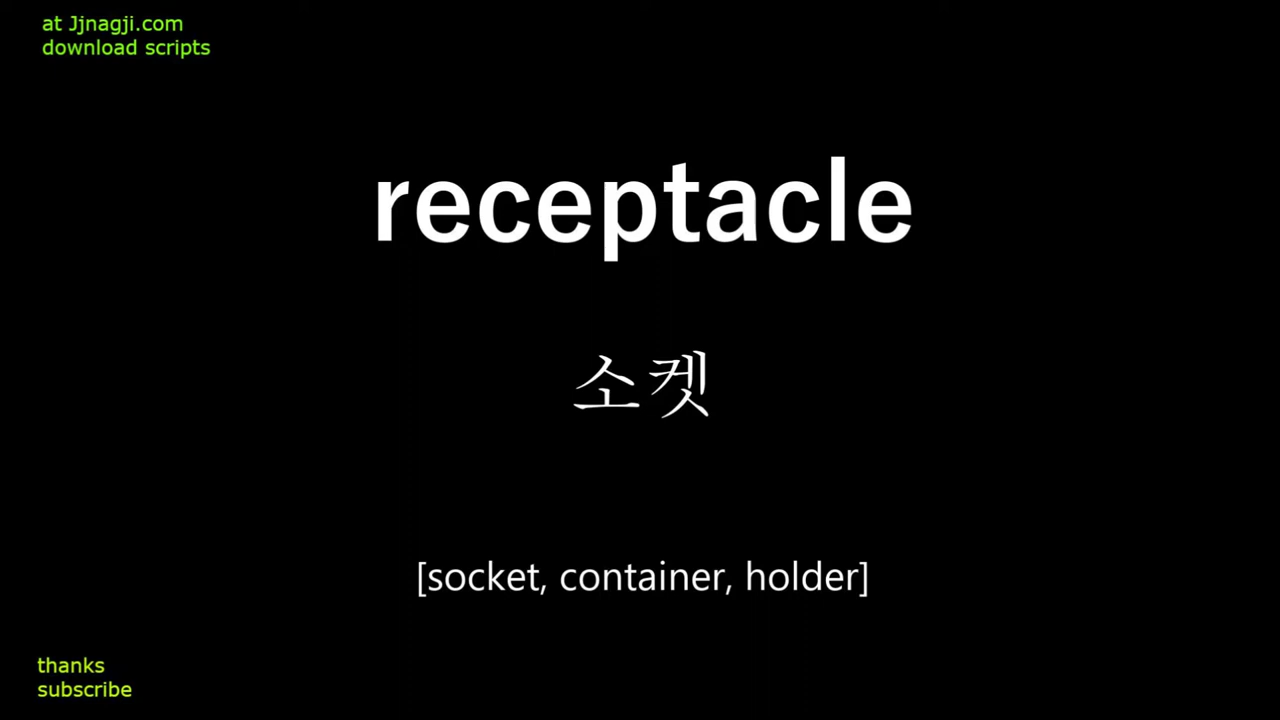 at Jjnagji.com
download scripts
receptacle
소켓
[socket, container, holder]
thanks
subscribe